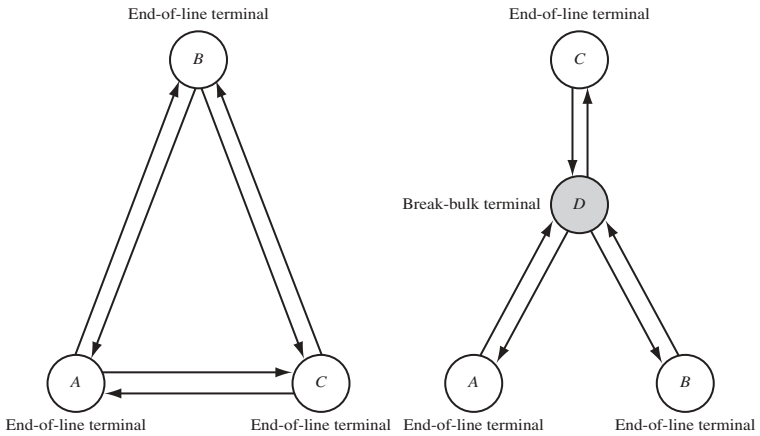 End-of-line terminal
B
A
C
End-of-line terminal
End-of-line terminal
End-of-line terminal
C
Break-bulk terminal
D
A
B
End-of-line terminal
End-of-line terminal